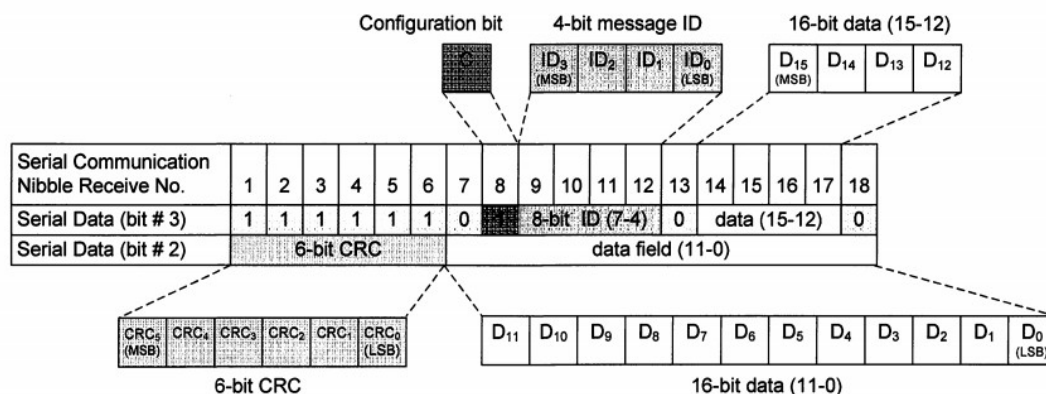 Configuration bit 4-bit message ID 16-bit data (15-12)
C ID3 ID2 ID1 ID0 D15 D14 D13 D12
(MSB) (LSB) (MSB)
Serial Communication
Nibble Receive No. 1 2 3 4 5 6 7 8 9 10 11 12 13 14 15 16 17 18
Serial Data (bit # 3) 1 1 1 1 1 1 0 1 8-bit ID (7-4) 0 data (15-12) 0
Serial Data (bit # 2) 6-bit CRC data field (11-0)
CRC5 CRC4 CRC3 CRC2 CRC1 CRC0 D11 D10 D9 D8 D7 D6 D5 D4 D3 D2 D1 D0
(MSB) (LSB) (LSB)
6-bit CRC 16-bit data (11-0)